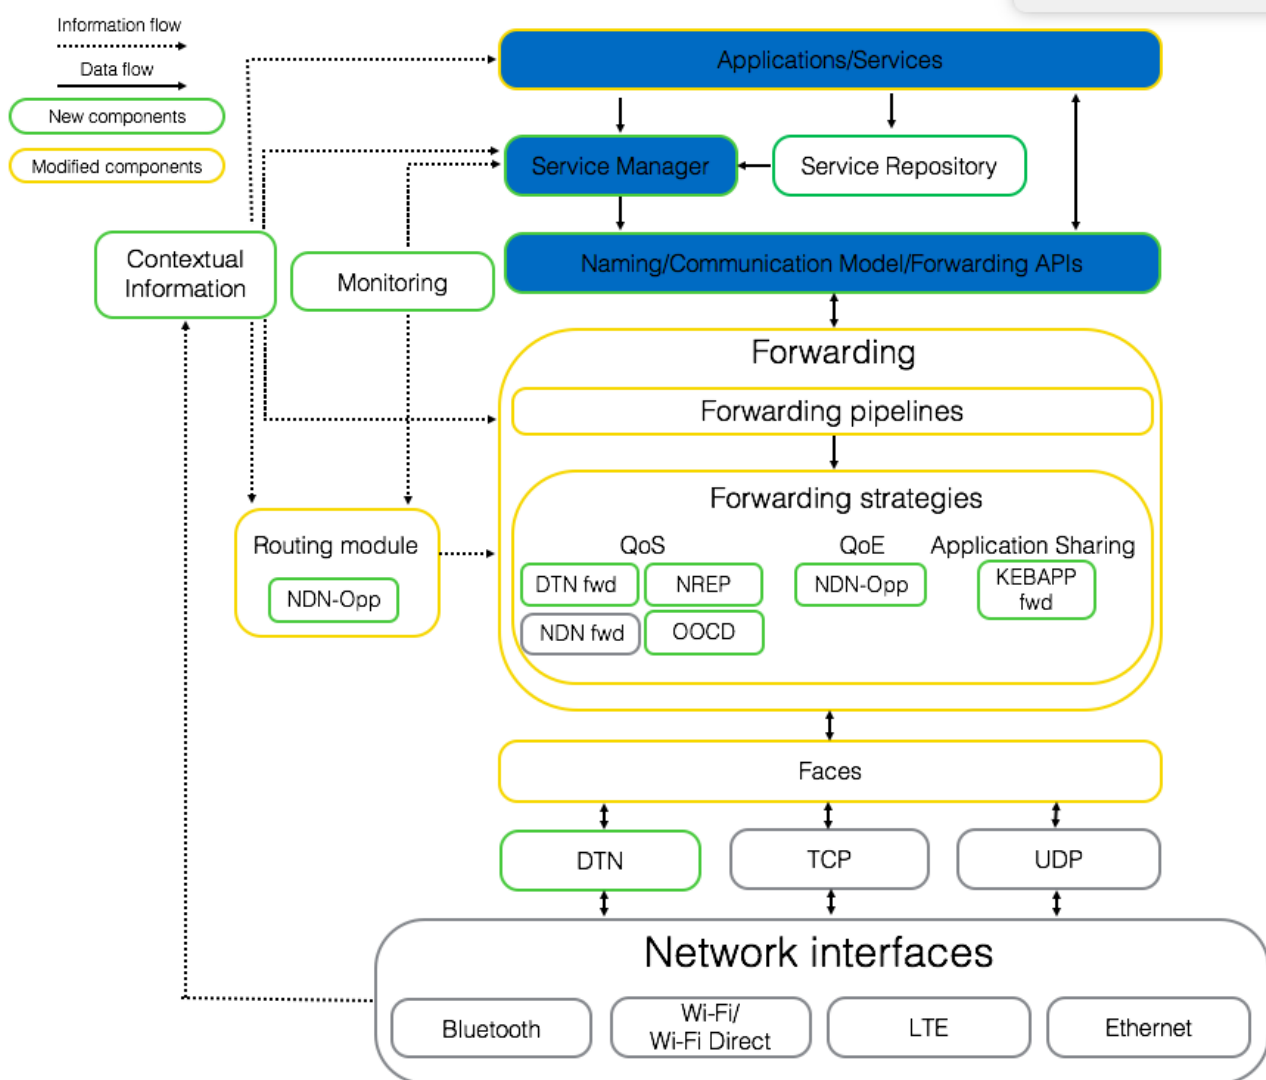 Information flow
Data flow
New components
Modified components
Applications/Services
Service Manager
Service Repository
Contextual
Information
Monitoring
Naming/Communication Model/Forwarding APIs
Forwarding
Forwarding pipelines
Forwarding strategies
Routing module
NDN-Opp
QoS
QoE
Application Sharing
DTN fwd
NREP
NDN-Opp
KEBAPP
fwd
NDN fwd
OOCD
Faces
DTN
TCP
UDP
Network interfaces
Bluetooth
Wi-Fi/
Wi-Fi Direct
LTE
Ethernet